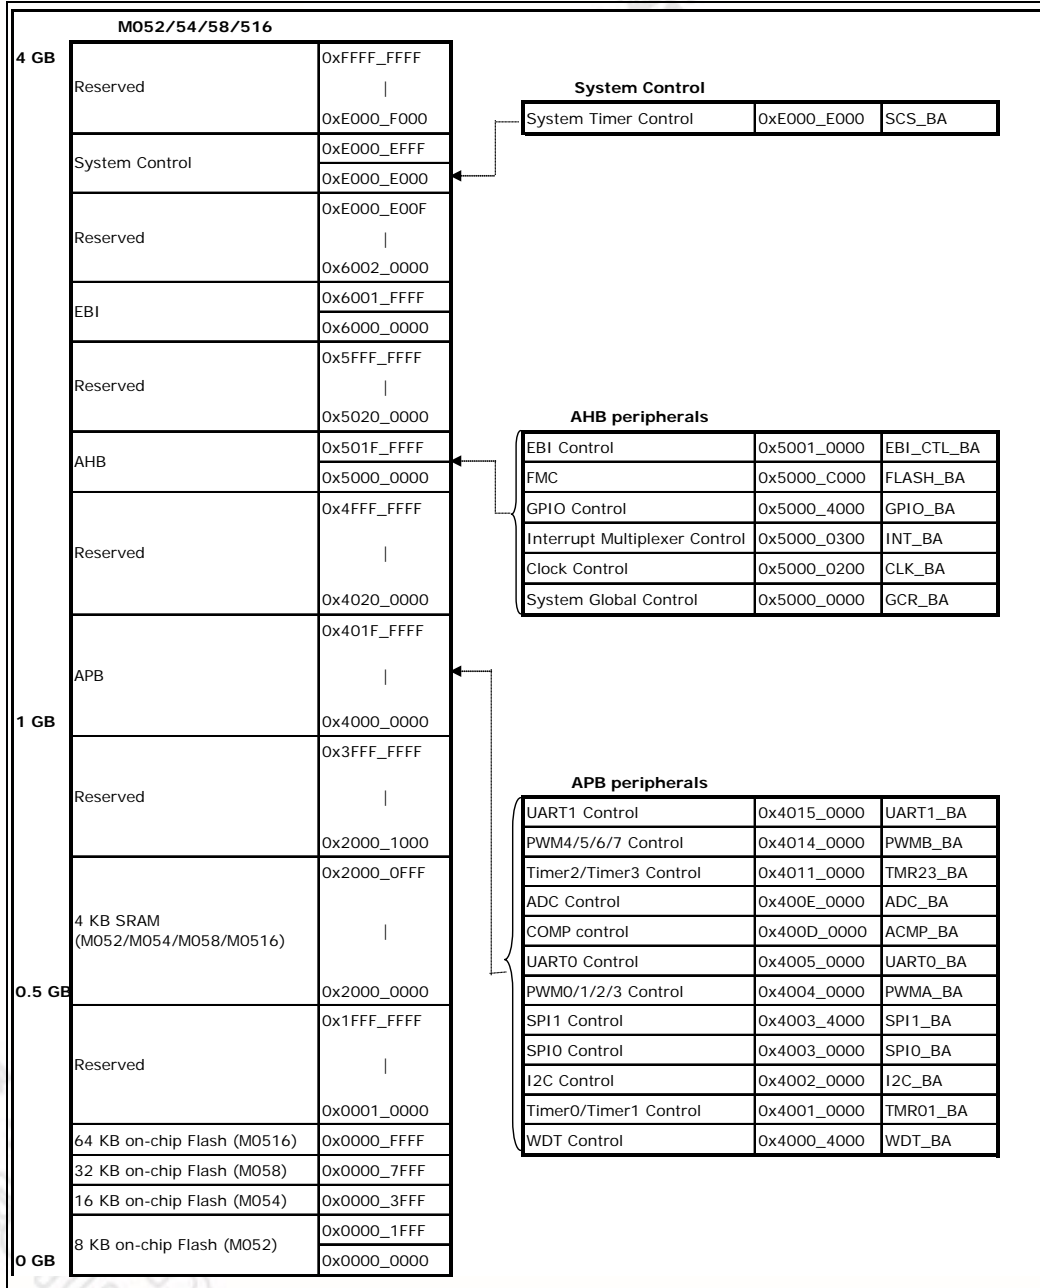 M052/54/58/516
4 GB
Reserved
0xFFFF_FFFF
|
0xE000_F000
System Control
0xE000_EFFF
0xE000_E000
Reserved
0xE000_E00F
|
0x6002_0000
EBI
0x6001_FFFF
0x6000_0000
Reserved
0x5FFF_FFFF
|
0x5020_0000
AHB
0x501F_FFFF
0x5000_0000
Reserved
0x4FFF_FFFF
|
0x4020_0000
APB
0x401F_FFFF
|
1 GB
0x4000_0000
Reserved
0x3FFF_FFFF
|
0x2000_1000
4 KB SRAM
(M052/M054/M058/M0516)
0x2000_0FFF
|
0.5 GB
0x2000_0000
Reserved
0x1FFF_FFFF
|
0x0001_0000
64 KB on-chip Flash (M0516) 0x0000_FFFF
32 KB on-chip Flash (M058) 0x0000_7FFF
16 KB on-chip Flash (M054) 0x0000_3FFF
8 KB on-chip Flash (M052)
0x0000_1FFF
0 GB
0x0000_0000
System Control
System Timer Control 0xE000_E000 SCS_BA
AHB peripherals
EBI Control 0x5001_0000 EBI_CTL_BA
FMC 0x5000_C000 FLASH_BA
GPIO Control 0x5000_4000 GPIO_BA
Interrupt Multiplexer Control 0x5000_0300 INT_BA
Clock Control 0x5000_0200 CLK_BA
System Global Control 0x5000_0000 GCR_BA
APB peripherals
UART1 Control 0x4015_0000 UART1_BA
PWM4/5/6/7 Control 0x4014_0000 PWMB_BA
Timer2/Timer3 Control 0x4011_0000 TMR23_BA
ADC Control 0x400E_0000 ADC_BA
COMP control 0x400D_0000 ACMP_BA
UART0 Control 0x4005_0000 UART0_BA
PWM0/1/2/3 Control 0x4004_0000 PWMA_BA
SPI1 Control 0x4003_4000 SPI1_BA
SPI0 Control 0x4003_0000 SPI0_BA
I2C Control 0x4002_0000 I2C_BA
Timer0/Timer1 Control 0x4001_0000 TMR01_BA
WDT Control 0x4000_4000 WDT_BA